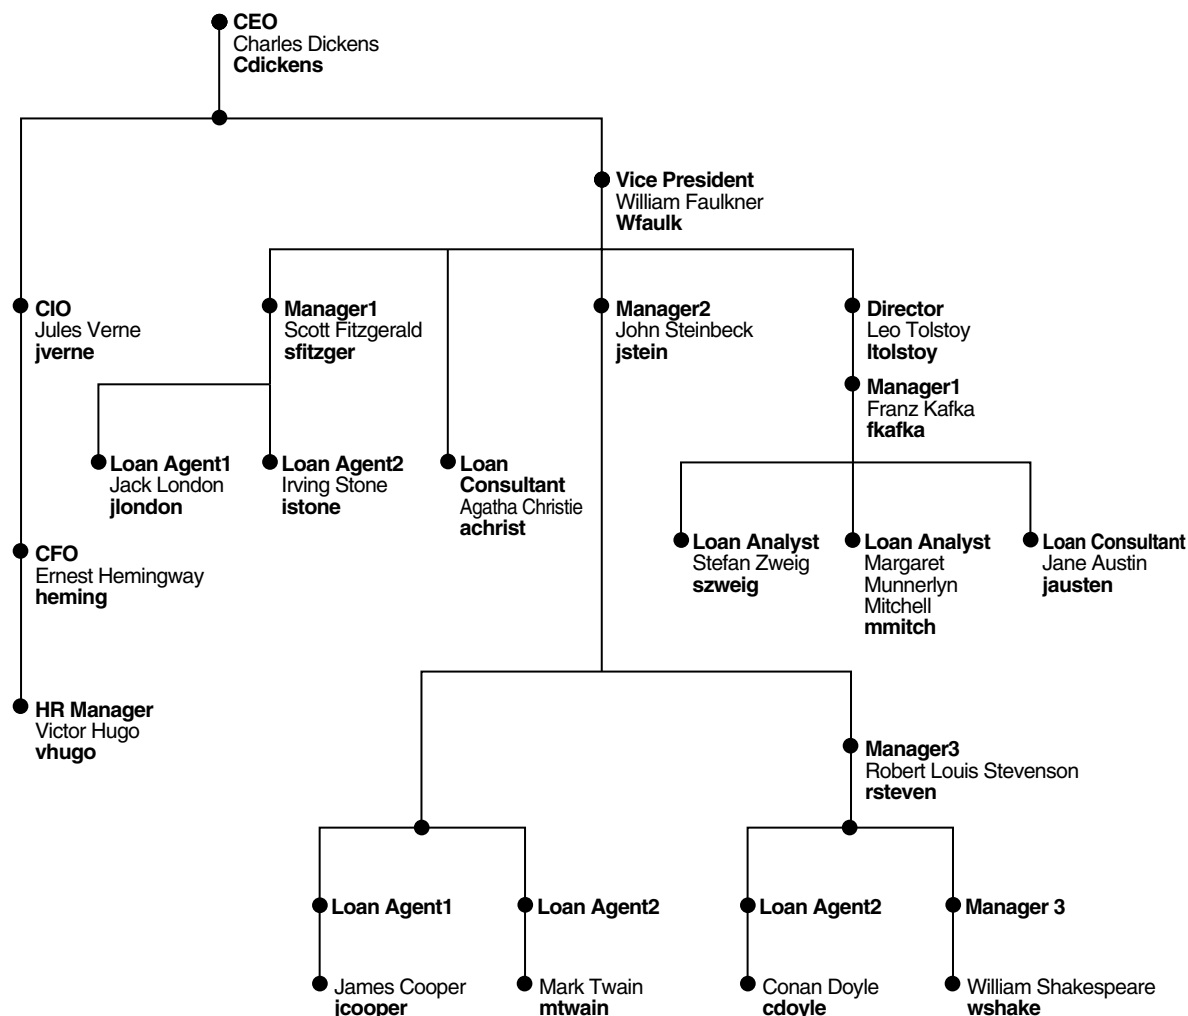 CEO
Charles Dickens
Cdickens
Vice President
William Faulkner
Wfaulk
CIO
Jules Verne
jverne
Manager1
Scott Fitzgerald
sfitzger
Manager2
John Steinbeck
jstein
Director
Leo Tolstoy
ltolstoy
Manager1
Franz Kafka
fkafka
Loan Agent1
Jack London
jlondon
Loan Agent2
Irving Stone
istone
Loan
Consultant
Agatha Christie
achrist
CFO
Ernest Hemingway
heming
Loan Analyst
Stefan Zweig
szweig
Loan Analyst
Margaret
Munnerlyn
Mitchell
mmitch
Loan Consultant
Jane Austin
jausten
HR Manager
Victor Hugo
vhugo
Manager3
Robert Louis Stevenson
rsteven
Loan Agent1
Loan Agent2
Loan Agent2
Manager 3
James Cooper
jcooper
Mark Twain
mtwain
Conan Doyle
cdoyle
William Shakespeare
wshake